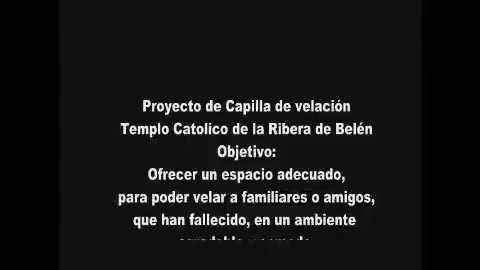 Proyecto de Capilla de velación
Templo Catolico de la Ribera de Belén
Objetivo:
Ofrecer un espacio adecuado,
para poder velar a familiares o amigos,
que han fallecido, en un ambiente